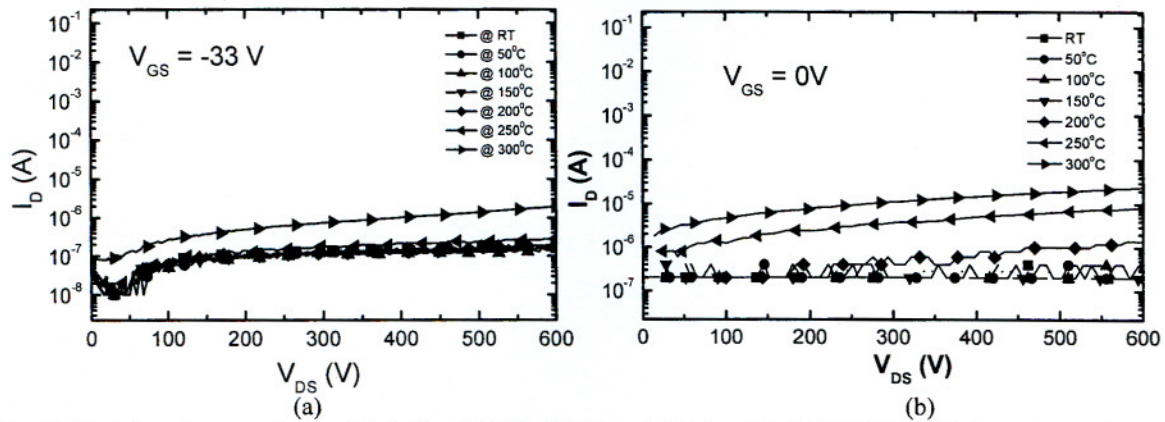 10⁻¹
10⁻²
10⁻³
10⁻⁴
10⁻⁵
10⁻⁶
10⁻⁷
10⁻⁸
I_D (A)
V_GS = -33 V
@ RT
@ 50°C
@ 100°C
@ 150°C
@ 200°C
@ 250°C
@ 300°C
0 100 200 300 400 500 600
V_DS (V)
(a)
10⁻¹
10⁻²
10⁻³
10⁻⁴
10⁻⁵
10⁻⁶
10⁻⁷
I_D (A)
V_GS = 0V
RT
50°C
100°C
150°C
200°C
250°C
300°C
0 100 200 300 400 500 600
V_DS (V)
(b)